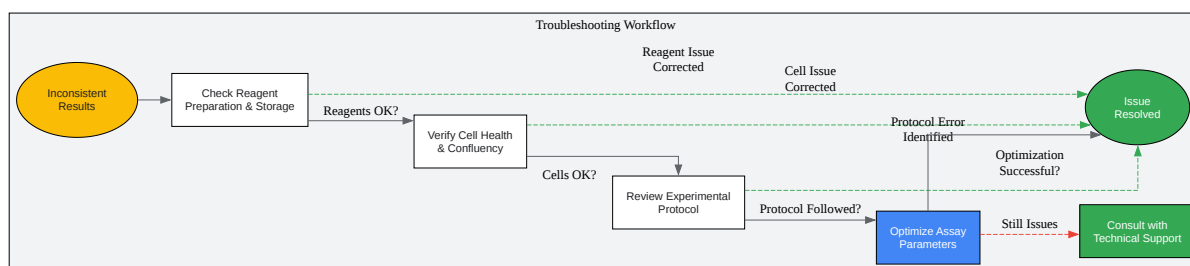 Troubleshooting Workflow
Reagent Issue
Corrected
Cell Issue
Corrected
Inconsistent
Results
Check Reagent
Preparation & Storage
Issue
Resolved
Reagents OK?
Verify Cell Health
& Confluency
Protocol Error
Identified
Cells OK?
Optimization
Successful?
Review Experimental
Protocol
Protocol Followed?
Optimize Assay
Parameters
Still Issues
Consult with
Technical Support